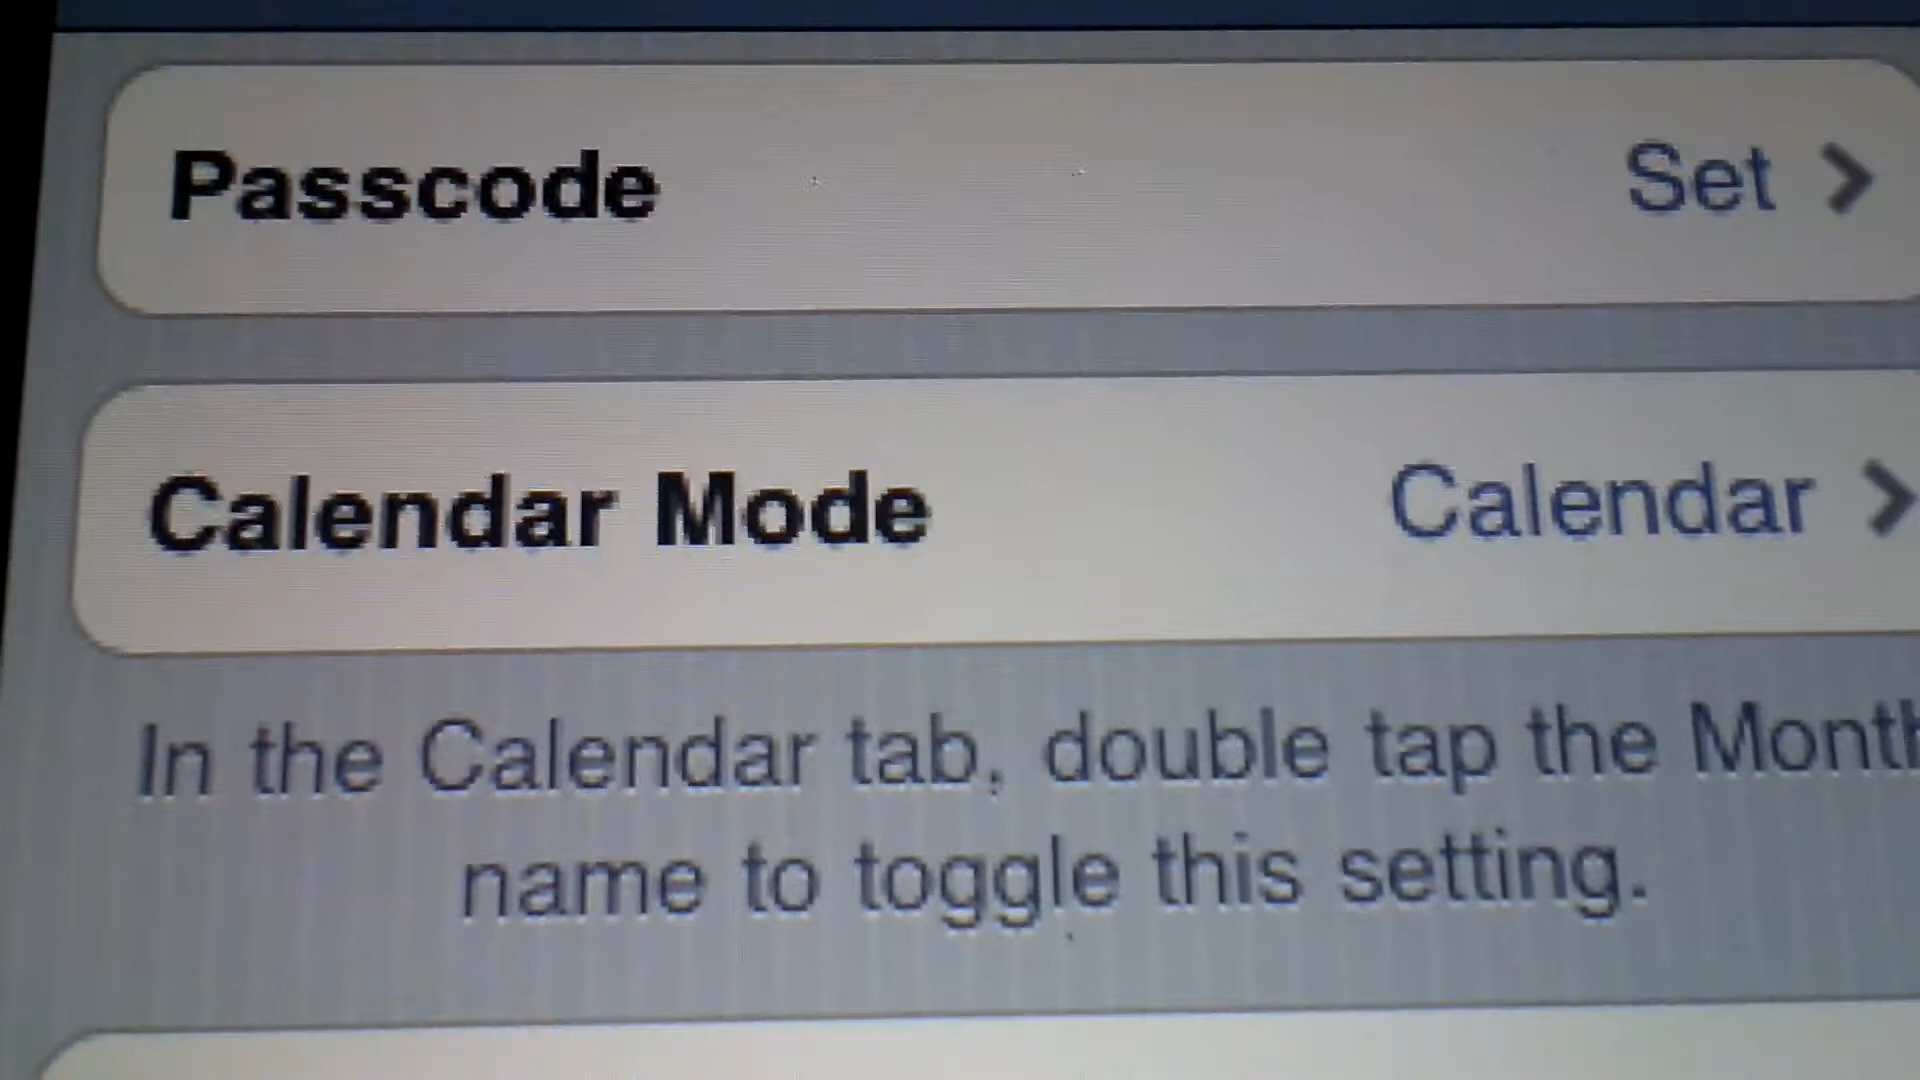 Passcode Set
Calendar Mode Calendar
In the Calendar tab, double tap the Month
name to toggle this setting.